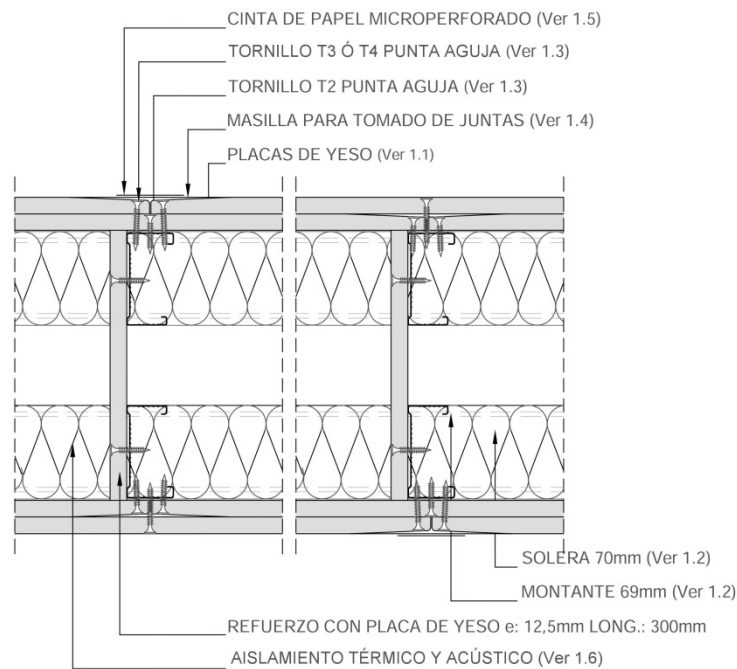 CINTA DE PAPEL MICROPERFORADO (Ver 1.5)
TORNILLO T3 Ó T4 PUNTA AGUJA (Ver 1.3)
TORNILLO T2 PUNTA AGUJA (Ver 1.3)
MASILLA PARA TOMADO DE JUNTAS (Ver 1.4)
PLACAS DE YESO (Ver 1.1)
SOLERA 70mm (Ver 1.2)
MONTANTE 69mm (Ver 1.2)
REFUERZO CON PLACA DE YESO e: 12,5mm LONG.: 300mm
AISLAMIENTO TÉRMICO Y ACÚSTICO (Ver 1.6)